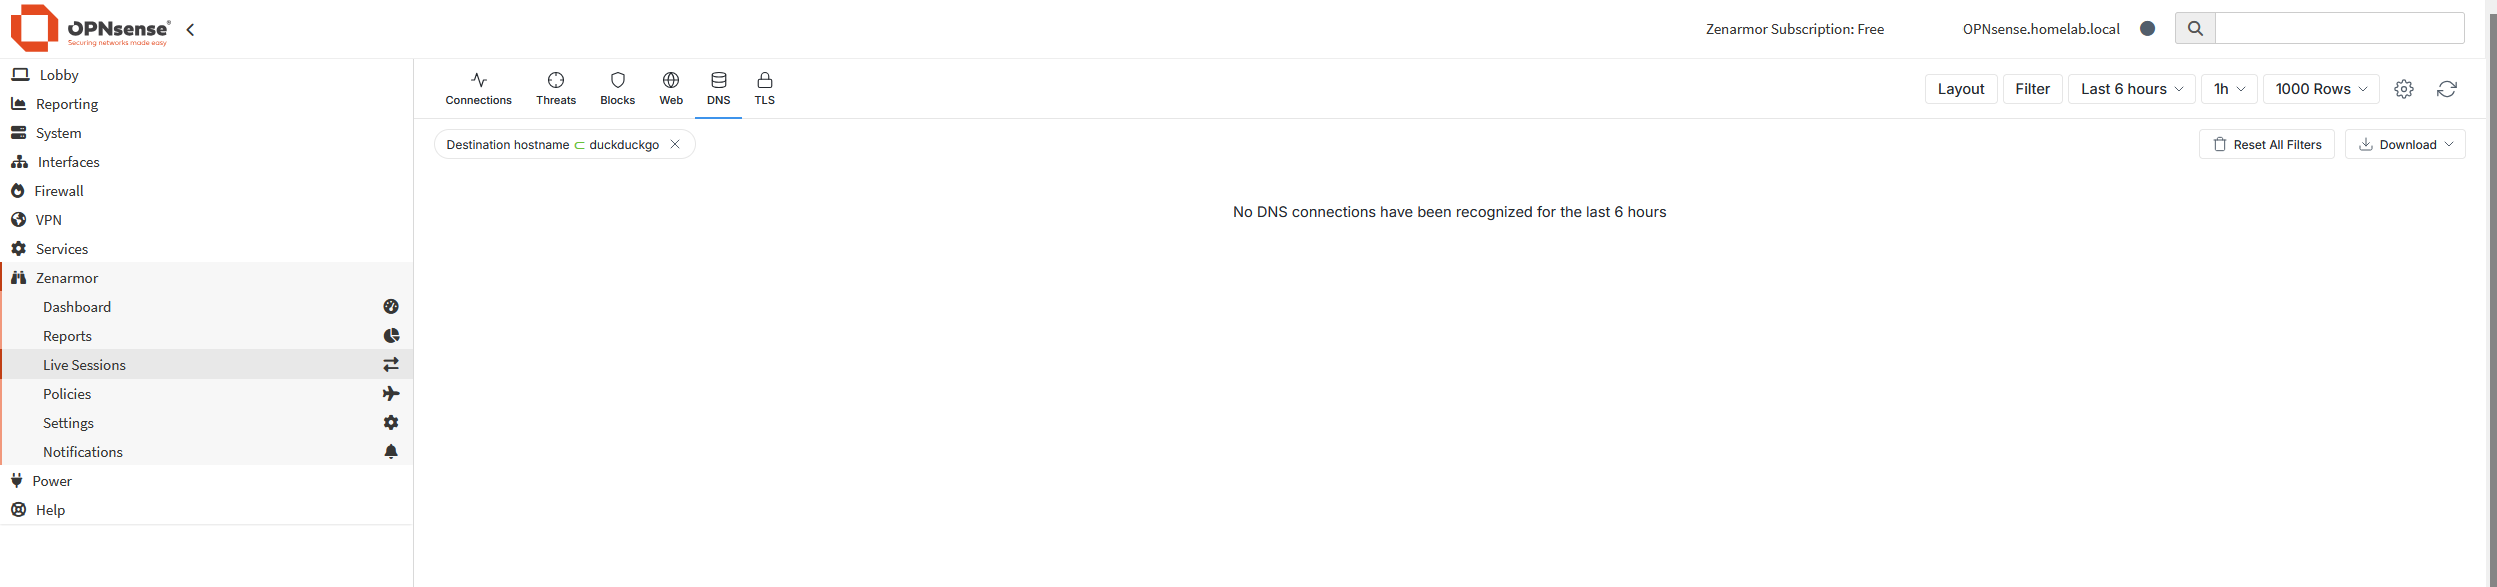 OPNsense®
Securing networks made easy
Zenarmor Subscription: Free
OPNsense.homelab.local
Lobby
Reporting
System
Interfaces
Firewall
VPN
Services
Zenarmor
Dashboard
Reports
Live Sessions
Policies
Settings
Notifications
Power
Help
Connections Threats Blocks Web DNS TLS
Layout Filter Last 6 hours 1h 1000 Rows
Destination hostname ⊂ duckduckgo
Reset All Filters Download
No DNS connections have been recognized for the last 6 hours